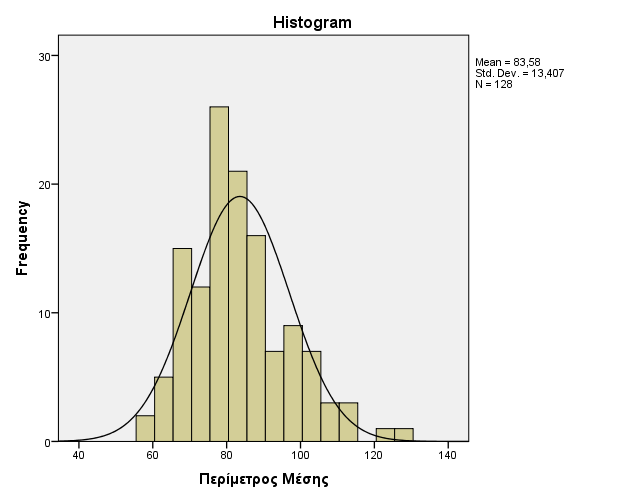 Histogram
Mean = 83,58
Std. Dev. = 13,407
N = 128
Frequency
30
20
10
0
40 60 80 100 120 140
Περίμετρος Μέσης